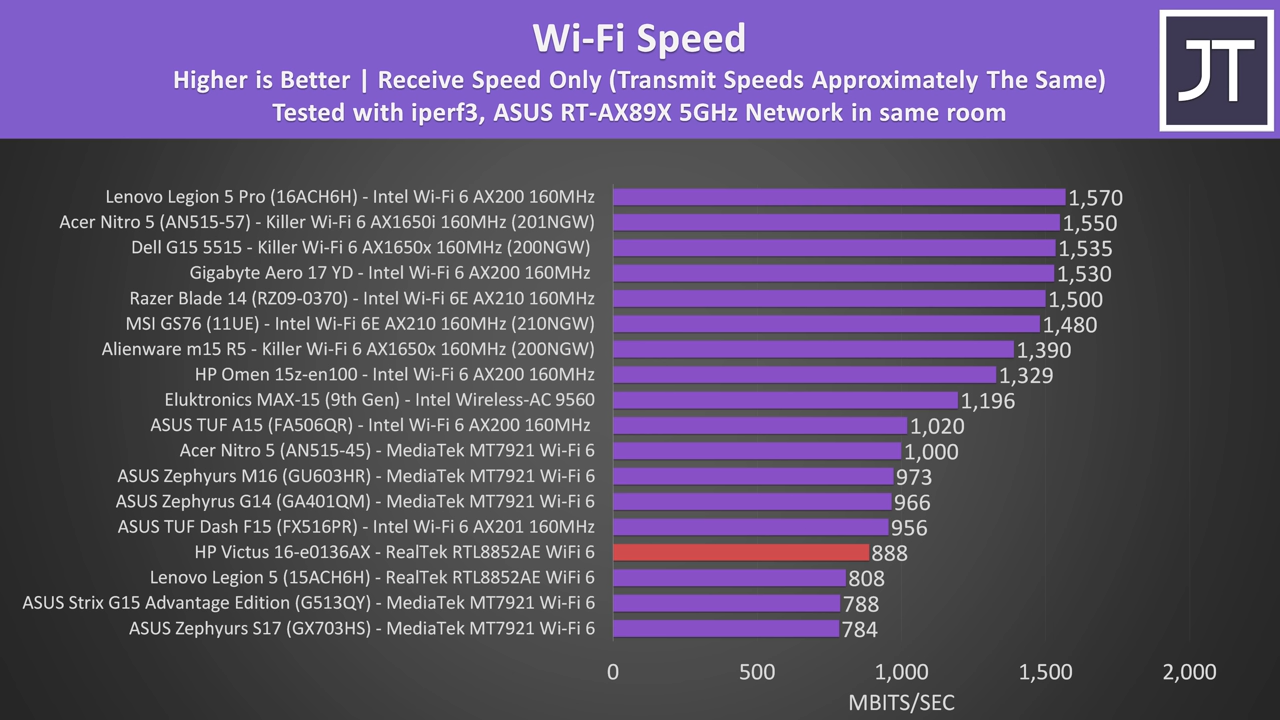 Wi-Fi Speed
JT
Higher is Better | Receive Speed Only (Transmit Speeds Approximately The Same)
Tested with iperf3, ASUS RT-AX89X 5GHz Network in same room
Lenovo Legion 5 Pro (16ACH6H) - Intel Wi-Fi 6 AX200 160MHz 1,570
Acer Nitro 5 (AN515-57) - Killer Wi-Fi 6 AX1650i 160MHz (201NGW) 1,550
Dell G15 5515 - Killer Wi-Fi 6 AX1650x 160MHz (200NGW) 1,535
Gigabyte Aero 17 YD - Intel Wi-Fi 6 AX200 160MHz 1,530
Razer Blade 14 (RZ09-0370) - Intel Wi-Fi 6E AX210 160MHz 1,500
MSI GS76 (11UE) - Intel Wi-Fi 6E AX210 160MHz (210NGW) 1,480
Alienware m15 R5 - Killer Wi-Fi 6 AX1650x 160MHz (200NGW) 1,390
HP Omen 15z-en100 - Intel Wi-Fi 6 AX200 160MHz 1,329
Eluktronics MAX-15 (9th Gen) - Intel Wireless-AC 9560 1,196
ASUS TUF A15 (FA506QR) - Intel Wi-Fi 6 AX200 160MHz 1,020
Acer Nitro 5 (AN515-45) - MediaTek MT7921 Wi-Fi 6 1,000
ASUS Zephyurs M16 (GU603HR) - MediaTek MT7921 Wi-Fi 6 973
ASUS Zephyrus G14 (GA401QM) - MediaTek MT7921 Wi-Fi 6 966
ASUS TUF Dash F15 (FX516PR) - Intel Wi-Fi 6 AX201 160MHz 956
HP Victus 16-e0136AX - RealTek RTL8852AE WiFi 6 888
Lenovo Legion 5 (15ACH6H) - RealTek RTL8852AE WiFi 6 808
ASUS Strix G15 Advantage Edition (G513QY) - MediaTek MT7921 Wi-Fi 6 788
ASUS Zephyurs S17 (GX703HS) - MediaTek MT7921 Wi-Fi 6 784
0 500 1,000 1,500 2,000
MBITS/SEC